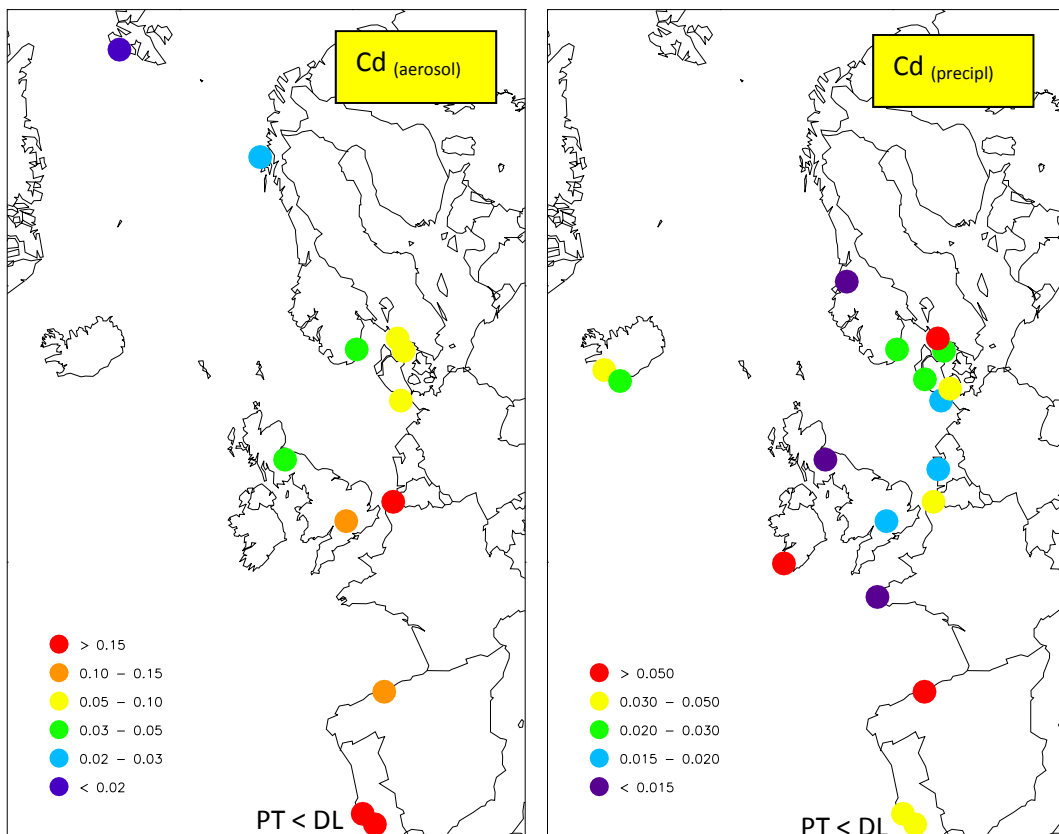 Cd (aerosol)
> 0.15
0.10 – 0.15
0.05 – 0.10
0.03 – 0.05
0.02 – 0.03
< 0.02
PT < DL
Cd (precipl)
> 0.050
0.030 – 0.050
0.020 – 0.030
0.015 – 0.020
< 0.015
PT < DL